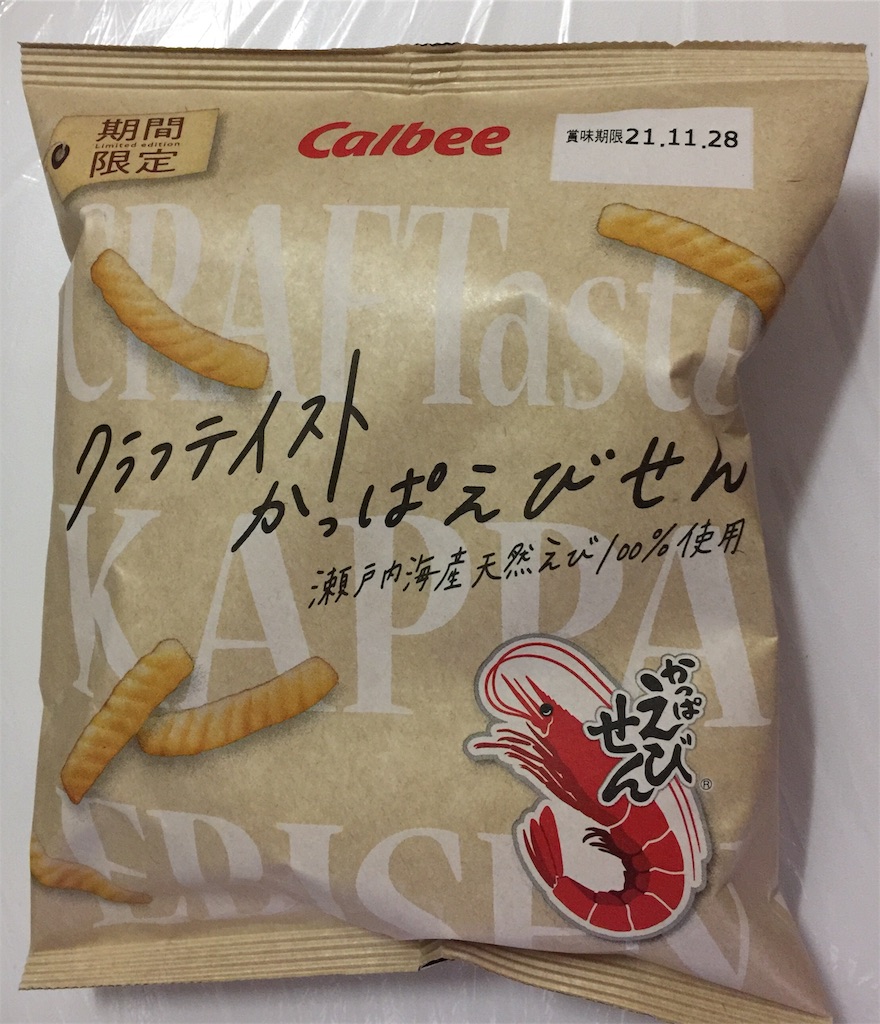 期間
Limited edition
限定
Calbee
賞味期限21.11.28
CRAFTaste
クラフテイスト
かっぱえびせん
瀬戸内海産天然えび100%使用
KAPPA
かっぱ
えび
せん
®
EBISEN